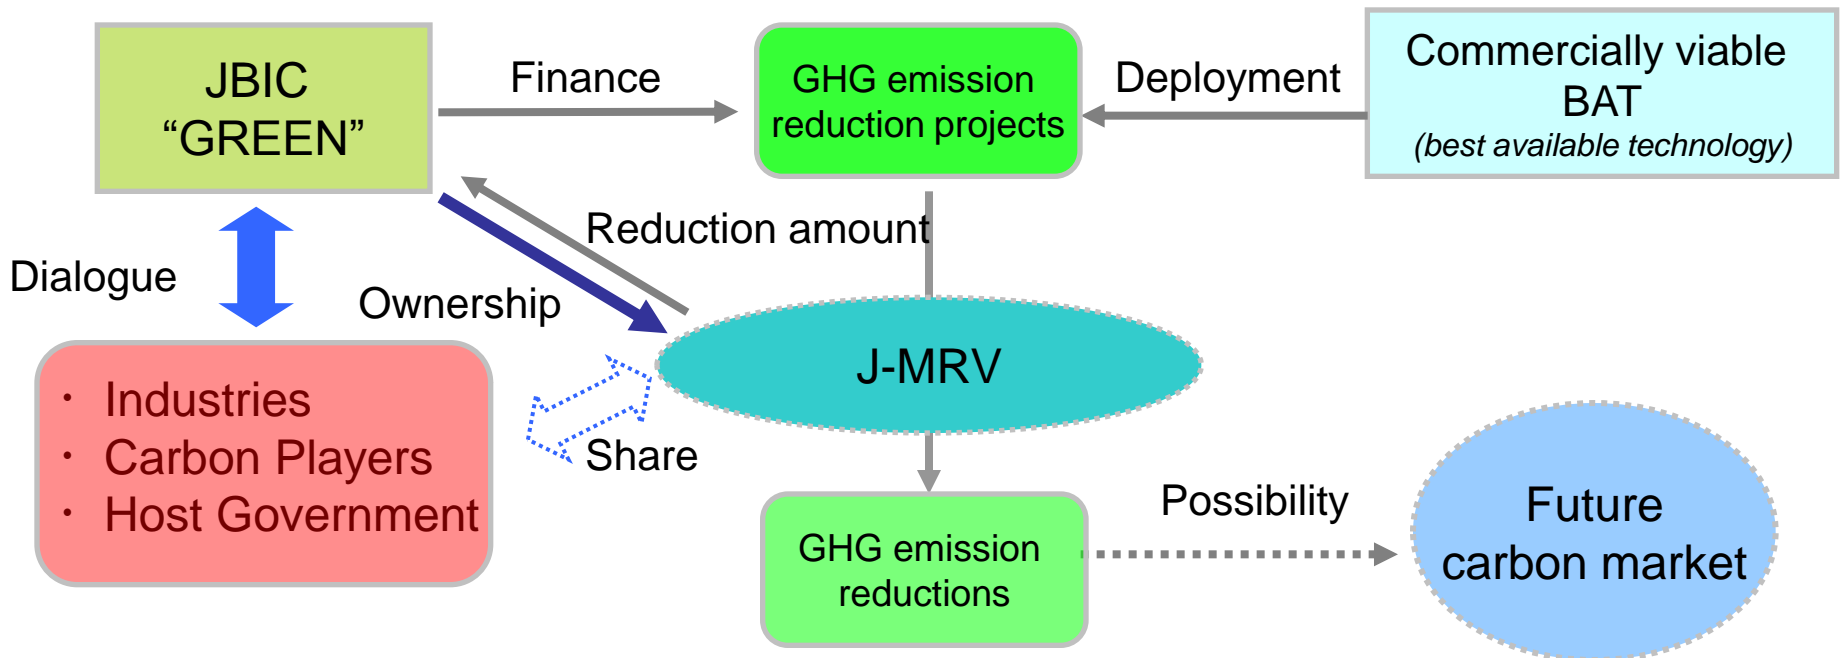 JBIC
“GREEN”
Finance
GHG emission
reduction projects
Deployment
Commercially viable
BAT
(best available technology)
Reduction amount
Dialogue
Ownership
J-MRV
・ Industries
・ Carbon Players
・ Host Government
Share
GHG emission
reductions
Possibility
Future
carbon market